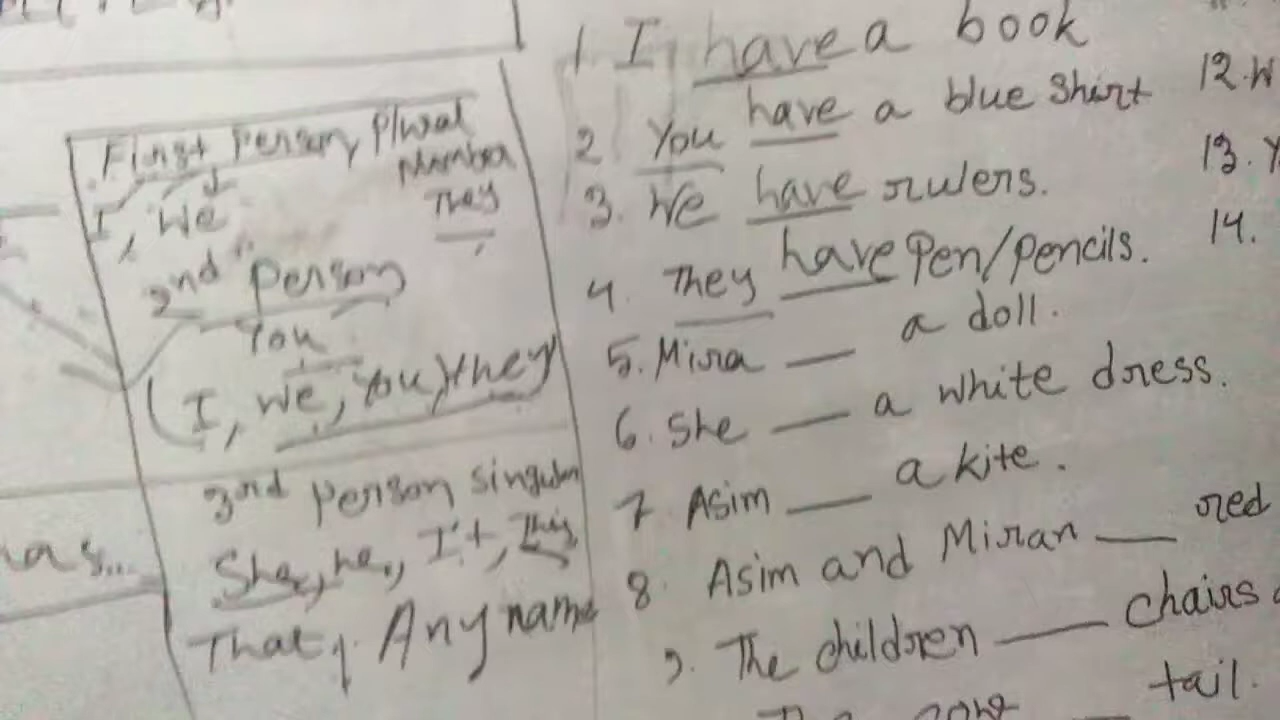 First Person, Plural
Number
They
I, We
2nd Person
You
(I, We, You, they
3rd Person singular
She, he, It, This
That, Any name
has...
1. I have a book
2 You have a blue Shirt
3. We have rulers.
4. They have Pen/pencils.
5. Mira — a doll.
6. She — a white dress.
7. Asim — a kite.
8. Asim and Miran — red
9. The children — chairs
tail.
12. W
13. Y
14.